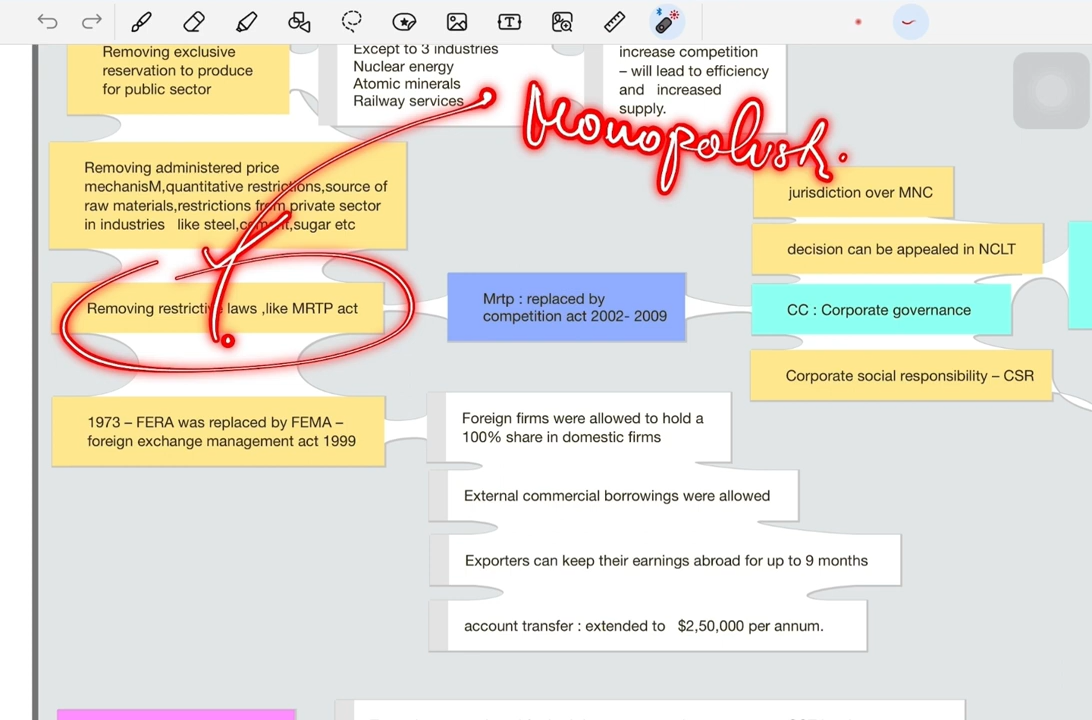 Removing exclusive
reservation to produce
for public sector
Except to 3 industries
Nuclear energy
Atomic minerals
Railway services
increase competition
– will lead to efficiency
and increased
supply.
Removing administered price
mechanisM,quantitative restrictions,source of
raw materials,restrictions from private sector
in industries like steel,cement,sugar etc
jurisdiction over MNC
decision can be appealed in NCLT
Removing restrictive laws ,like MRTP act
Mrtp : replaced by
competition act 2002- 2009
CC : Corporate governance
Corporate social responsibility – CSR
1973 – FERA was replaced by FEMA –
foreign exchange management act 1999
Foreign firms were allowed to hold a
100% share in domestic firms
External commercial borrowings were allowed
Exporters can keep their earnings abroad for up to 9 months
account transfer : extended to $2,50,000 per annum.